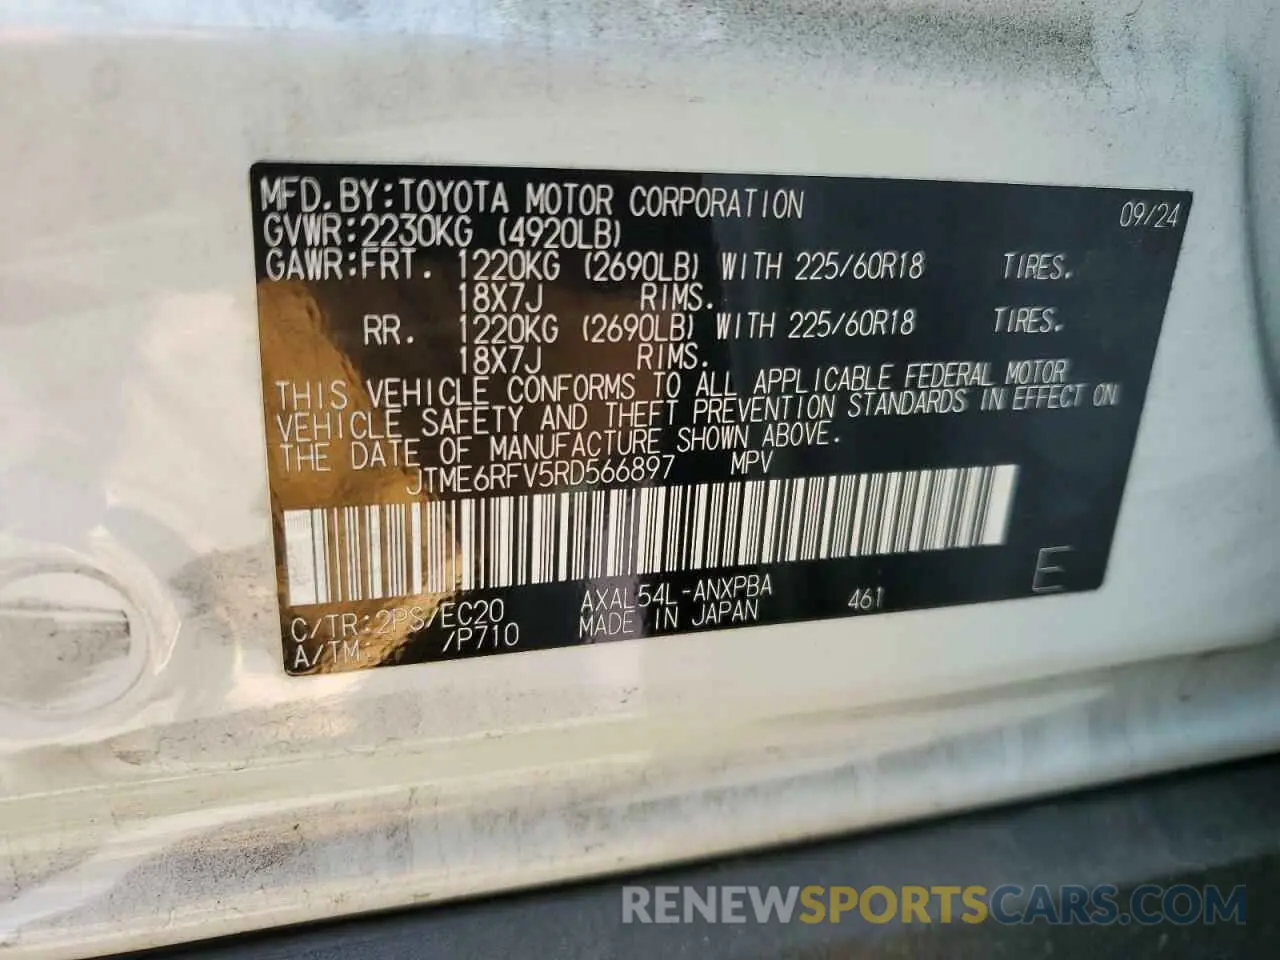 MFD.BY:TOYOTA MOTOR CORPORATION 09/24
GVWR:2230KG (4920LB)
GAWR:FRT. 1220KG (2690LB) WITH 225/60R18 TIRES.
18X7J RIMS.
RR. 1220KG (2690LB) WITH 225/60R18 TIRES.
18X7J RIMS.
THIS VEHICLE CONFORMS TO ALL APPLICABLE FEDERAL MOTOR
VEHICLE SAFETY AND THEFT PREVENTION STANDARDS IN EFFECT ON
THE DATE OF MANUFACTURE SHOWN ABOVE.
JTME6RFV5RD566897 MPV
C/TR:2PS/EC20 AXAL54L-ANXPBA 461 E
A/TM: /P710 MADE IN JAPAN
RENEWSPORTSCARS.COM